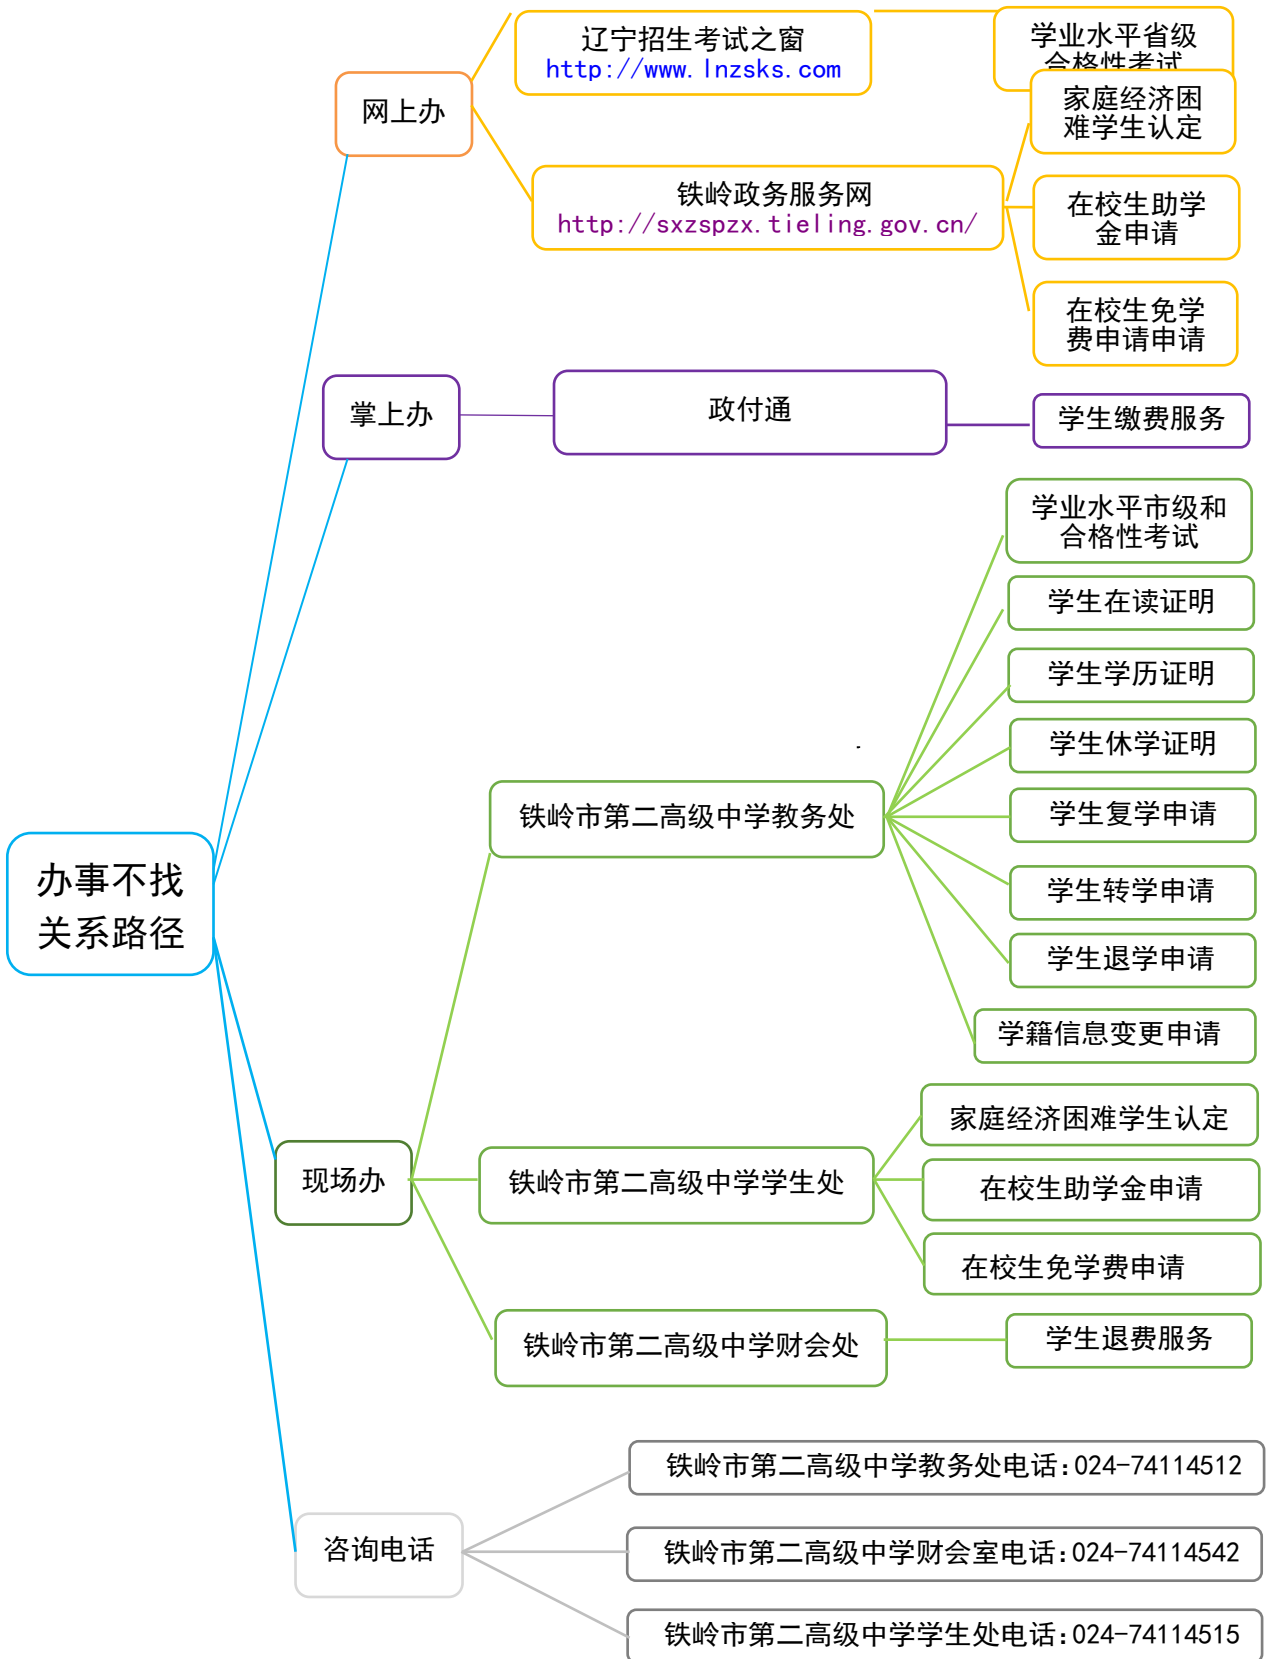 辽宁招生考试之窗
http://www.lnzsks.com
学业水平省级
合格性考试
网上办
家庭经济困
难学生认定
铁岭政务服务网
http://sxzspzx.tieling.gov.cn/
在校生助学
金申请
在校生免学
费申请申请
掌上办
政付通
学生缴费服务
学业水平市级和
合格性考试
学生在读证明
学生学历证明
学生休学证明
铁岭市第二高级中学教务处
学生复学申请
学生转学申请
学生退学申请
学籍信息变更申请
办事不找
关系路径
现场办
铁岭市第二高级中学学生处
家庭经济困难学生认定
在校生助学金申请
在校生免学费申请
铁岭市第二高级中学财会处
学生退费服务
咨询电话
铁岭市第二高级中学教务处电话:024-74114512
铁岭市第二高级中学财会室电话:024-74114542
铁岭市第二高级中学学生处电话:024-74114515